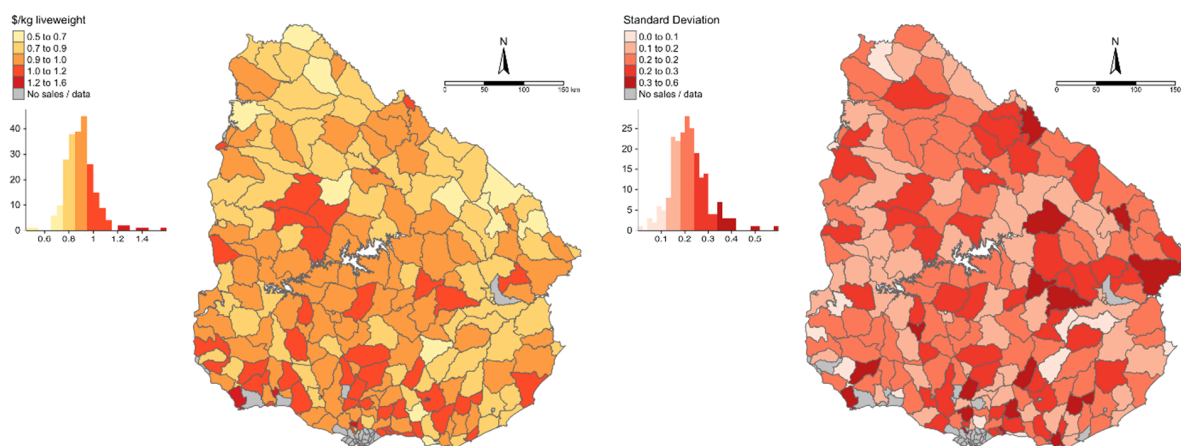 $/kg liveweight
0.5 to 0.7
0.7 to 0.9
0.9 to 1.0
1.0 to 1.2
1.2 to 1.6
No sales / data
40
30
20
10
0
0.6 0.8 1 1.2 1.4
N
0 50 100 150 km
Standard Deviation
0.0 to 0.1
0.1 to 0.2
0.2 to 0.2
0.2 to 0.3
0.3 to 0.6
No sales / data
25
20
15
10
5
0
0.1 0.2 0.3 0.4 0.5
N
0 50 100 150